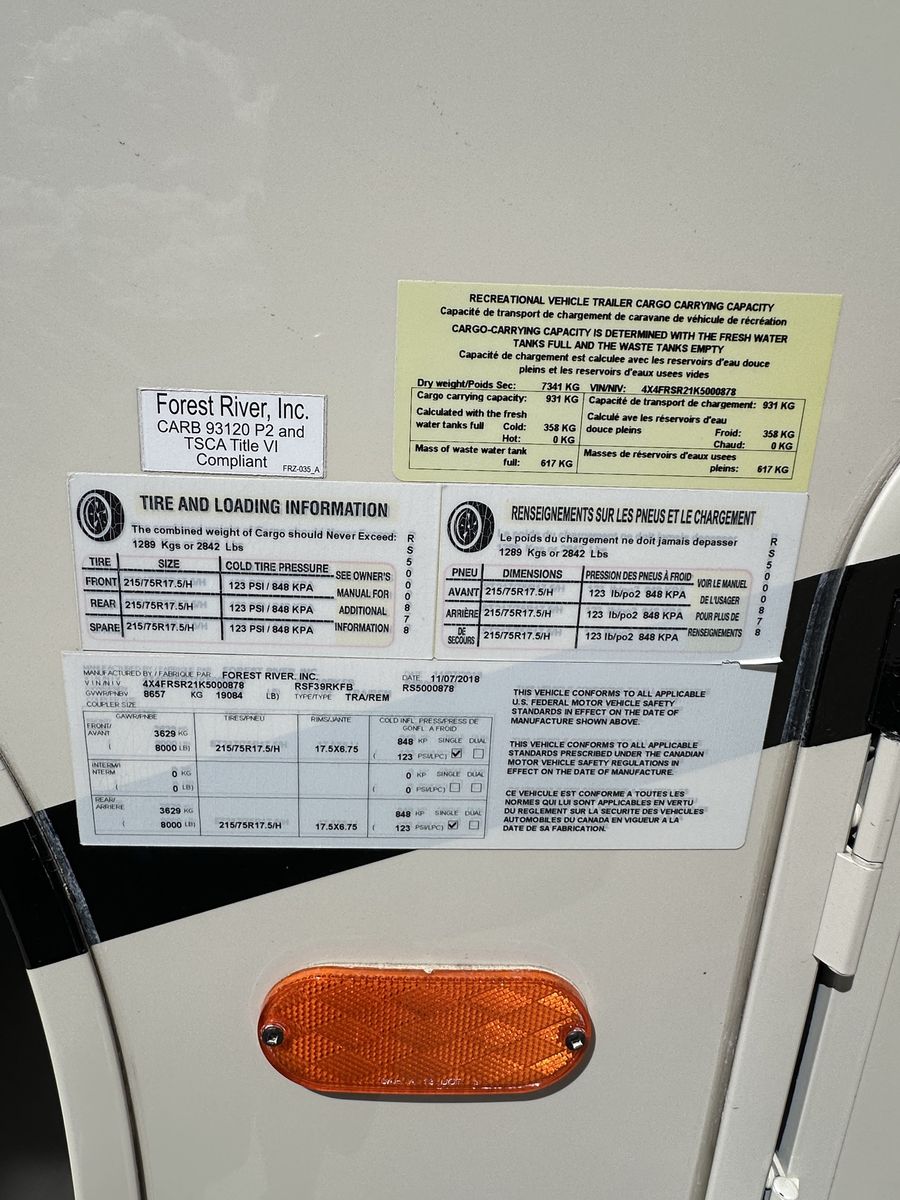 RECREATIONAL VEHICLE TRAILER CARGO CARRYING CAPACITY
Capacité de transport de chargement de caravane de véhicule de récréation
CARGO-CARRYING CAPACITY IS DETERMINED WITH THE FRESH WATER
TANKS FULL AND THE WASTE TANKS EMPTY
Capacité de chargement est calculee avec les reservoirs d'eau douce
pleins et les reservoirs d'eaux usees vides
Dry weight/Poids Sec: 7341 KG VIN/NIV: 4X4FRSR21K5000878
Cargo carrying capacity: 931 KG Capacité de transport de chargement: 931 KG
Calculated with the fresh Calculé ave les réservoirs d'eau
water tanks full Cold: 358 KG douce pleins Froid: 358 KG
Hot: 0 KG Chaud: 0 KG
Mass of waste water tank Masses de réservoirs d'eaux usees
full: 617 KG pleins: 617 KG
Forest River, Inc.
CARB 93120 P2 and
TSCA Title VI
Compliant
FRZ-035_A
TIRE AND LOADING INFORMATION
The combined weight of Cargo should Never Exceed:
1289 Kgs or 2842 Lbs
TIRE SIZE COLD TIRE PRESSURE
FRONT 215/75R17.5/H 123 PSI / 848 KPA
REAR 215/75R17.5/H 123 PSI / 848 KPA
SPARE 215/75R17.5/H 123 PSI / 848 KPA
SEE OWNER'S
MANUAL FOR
ADDITIONAL
INFORMATION
RS5000878
RENSEIGNEMENTS SUR LES PNEUS ET LE CHARGEMENT
Le poids du chargement ne doit jamais depasser
1289 Kgs or 2842 Lbs
PNEU DIMENSIONS PRESSION DES PNEUS À FROID
AVANT 215/75R17.5/H 123 lb/po2 848 KPA
ARRIÈRE 215/75R17.5/H 123 lb/po2 848 KPA
DE SECOURS 215/75R17.5/H 123 lb/po2 848 KPA
VOIR LE MANUEL
DE L'USAGER
POUR PLUS DE
RENSEIGNEMENTS
RS5000878
MANUFACTURED BY / FABRIQUE PAR FOREST RIVER. INC. DATE 11/07/2018
VIN/NIV 4X4FRSR21K5000878 RSF39RKFB RS5000878
GVWR/PNBV 8657 KG 19084 LB) TYPE/TYPE TRA/REM
COUPLER SIZE
GAWR/PNBE TIRES/PNEU RIMS/JANTE COLD INFL. PRESS/PRESS DE
GONFL A FROID
FRONT/
AVANT 3629 KG 848 KP SINGLE DUAL
( 8000 LB) 215/75R17.5/H 17.5X6.75 ( 123 PSI/LPC)
INTERM/
NTERM 0 KG 0 KP SINGLE DUAL
( 0 LB) ( 0 PSI/LPC)
REAR/
ARRIERE 3629 KG 848 KP SINGLE DUAL
( 8000 LB) 215/75R17.5/H 17.5X6.75 ( 123 PSI/LPC)
THIS VEHICLE CONFORMS TO ALL APPLICABLE
U.S. FEDERAL MOTOR VEHICLE SAFETY
STANDARDS IN EFFECT ON THE DATE OF
MANUFACTURE SHOWN ABOVE.
THIS VEHICLE CONFORMS TO ALL APPLICABLE
STANDARDS PRESCRIBED UNDER THE CANADIAN
MOTOR VEHICLE SAFETY REGULATIONS IN
EFFECT ON THE DATE OF MANUFACTURE.
CE VEHICULE EST CONFORME A TOUTES LES
NORMES QUI LUI SONT APPLICABLES EN VERTU
DU REGLEMENT SUR LA SECURITE DES VEHICULES
AUTOMOBILES DU CANADA EN VIGUEUR A LA
DATE DE SA FABRICATION.